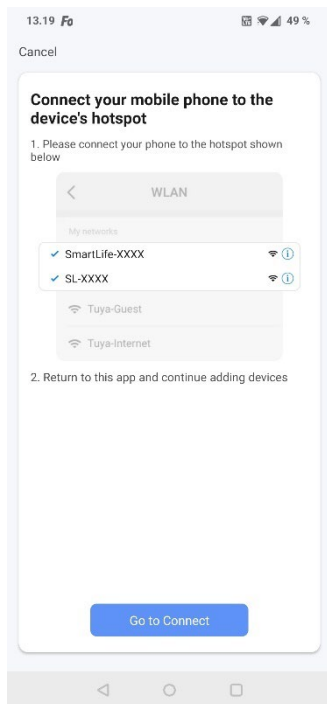 13.19 Fo 49 %
Cancel
Connect your mobile phone to the
device's hotspot
1. Please connect your phone to the hotspot shown
below
WLAN
My networks
SmartLife-XXXX
SL-XXXX
Tuya-Guest
Tuya-Internet
2. Return to this app and continue adding devices
Go to Connect